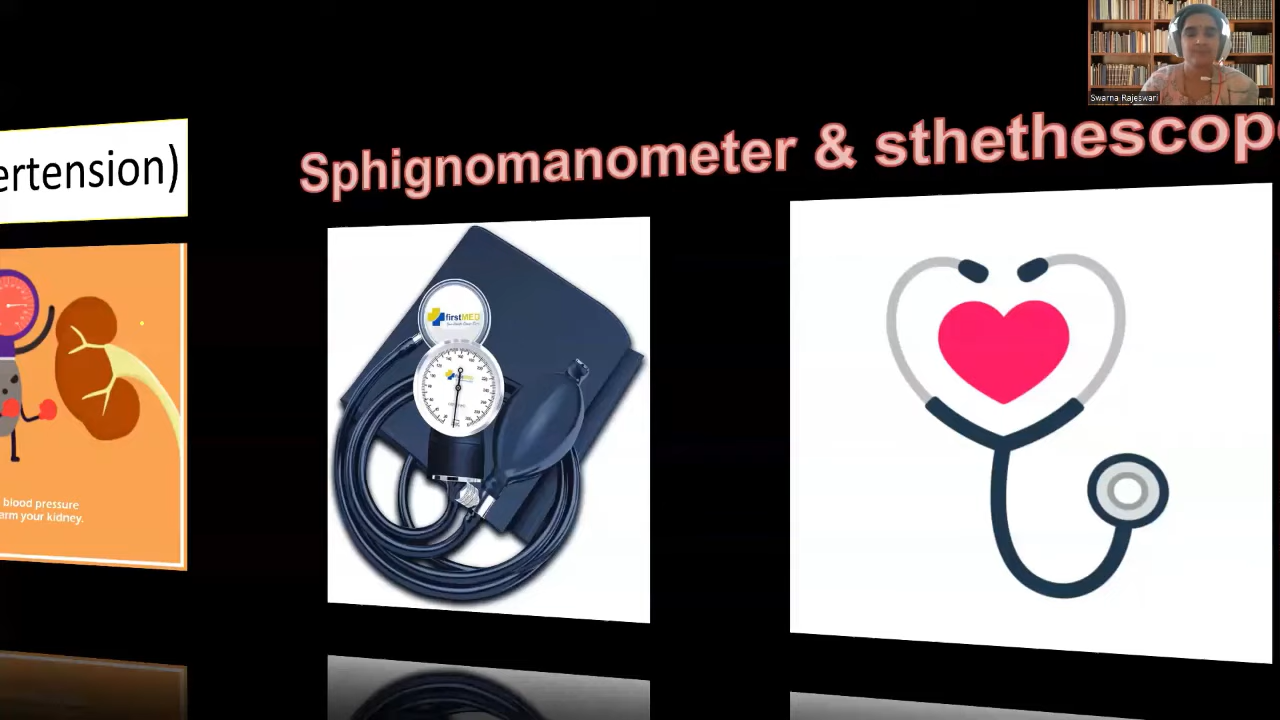 Swarna Rajeswari
ertension)
Sphignomanometer & sthethescope
firstMED
blood pressure
arm your kidney.